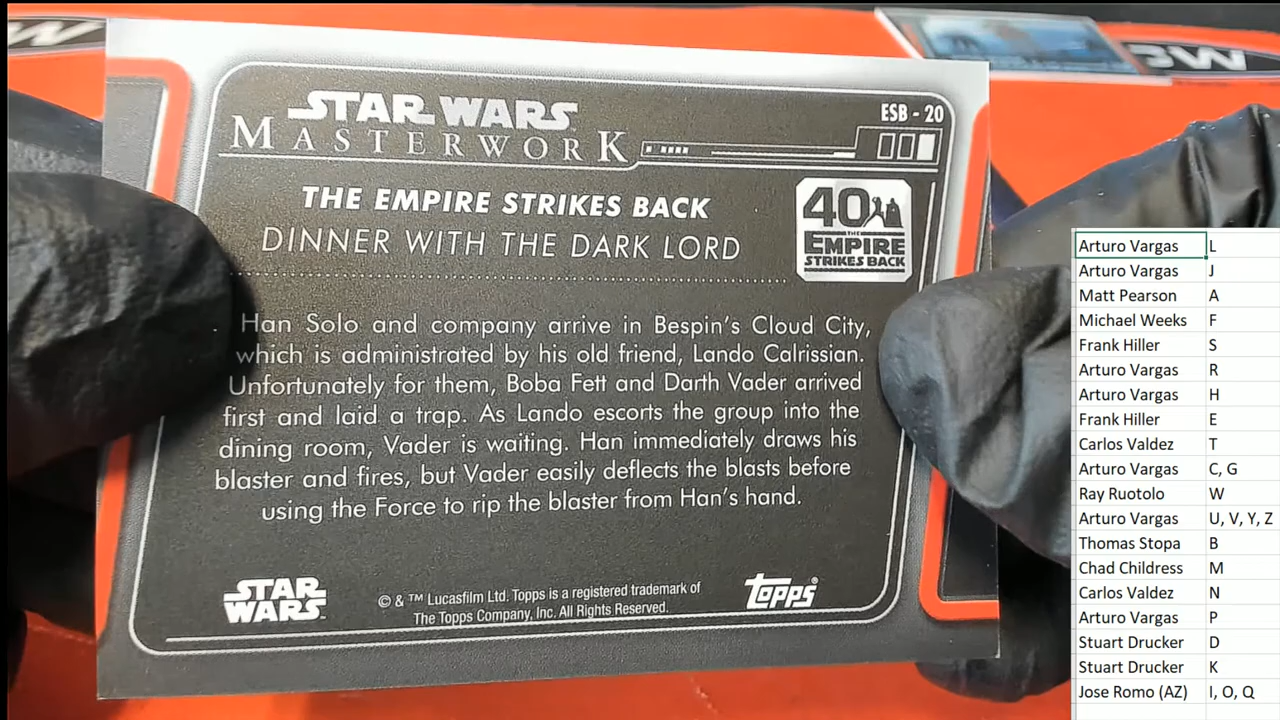 STAR WARS
MASTERWORK
ESB - 20
THE EMPIRE STRIKES BACK
DINNER WITH THE DARK LORD
40
THE
EMPIRE
STRIKES BACK
Han Solo and company arrive in Bespin's Cloud City,
which is administrated by his old friend, Lando Calrissian.
Unfortunately for them, Boba Fett and Darth Vader arrived
first and laid a trap. As Lando escorts the group into the
dining room, Vader is waiting. Han immediately draws his
blaster and fires, but Vader easily deflects the blasts before
using the Force to rip the blaster from Han's hand.
STAR
WARS
© & ™ Lucasfilm Ltd. Topps is a registered trademark of
The Topps Company, Inc. All Rights Reserved.
Topps®
Arturo Vargas L
Arturo Vargas J
Matt Pearson A
Michael Weeks F
Frank Hiller S
Arturo Vargas R
Arturo Vargas H
Frank Hiller E
Carlos Valdez T
Arturo Vargas C, G
Ray Ruotolo W
Arturo Vargas U, V, Y, Z
Thomas Stopa B
Chad Childress M
Carlos Valdez N
Arturo Vargas P
Stuart Drucker D
Stuart Drucker K
Jose Romo (AZ) I, O, Q